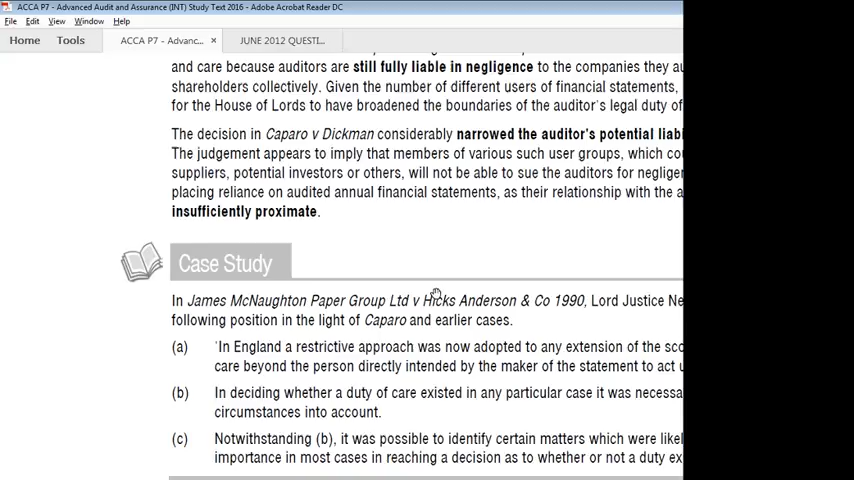 ACCA P7 - Advanced Audit and Assurance (INT) Study Text 2016 - Adobe Acrobat Reader DC
File Edit View Window Help
Home Tools ACCA P7 - Advanc... × JUNE 2012 QUESTI...
and care because auditors are still fully liable in negligence to the companies they au
shareholders collectively. Given the number of different users of financial statements,
for the House of Lords to have broadened the boundaries of the auditor's legal duty of
The decision in Caparo v Dickman considerably narrowed the auditor's potential liabi
The judgement appears to imply that members of various such user groups, which cou
suppliers, potential investors or others, will not be able to sue the auditors for neglige
placing reliance on audited annual financial statements, as their relationship with the a
insufficiently proximate.
Case Study
In James McNaughton Paper Group Ltd v Hicks Anderson & Co 1990, Lord Justice Ne
following position in the light of Caparo and earlier cases.
(a) 'In England a restrictive approach was now adopted to any extension of the sco
care beyond the person directly intended by the maker of the statement to act u
(b) In deciding whether a duty of care existed in any particular case it was necessa
circumstances into account.
(c) Notwithstanding (b), it was possible to identify certain matters which were likel
importance in most cases in reaching a decision as to whether or not a duty ex